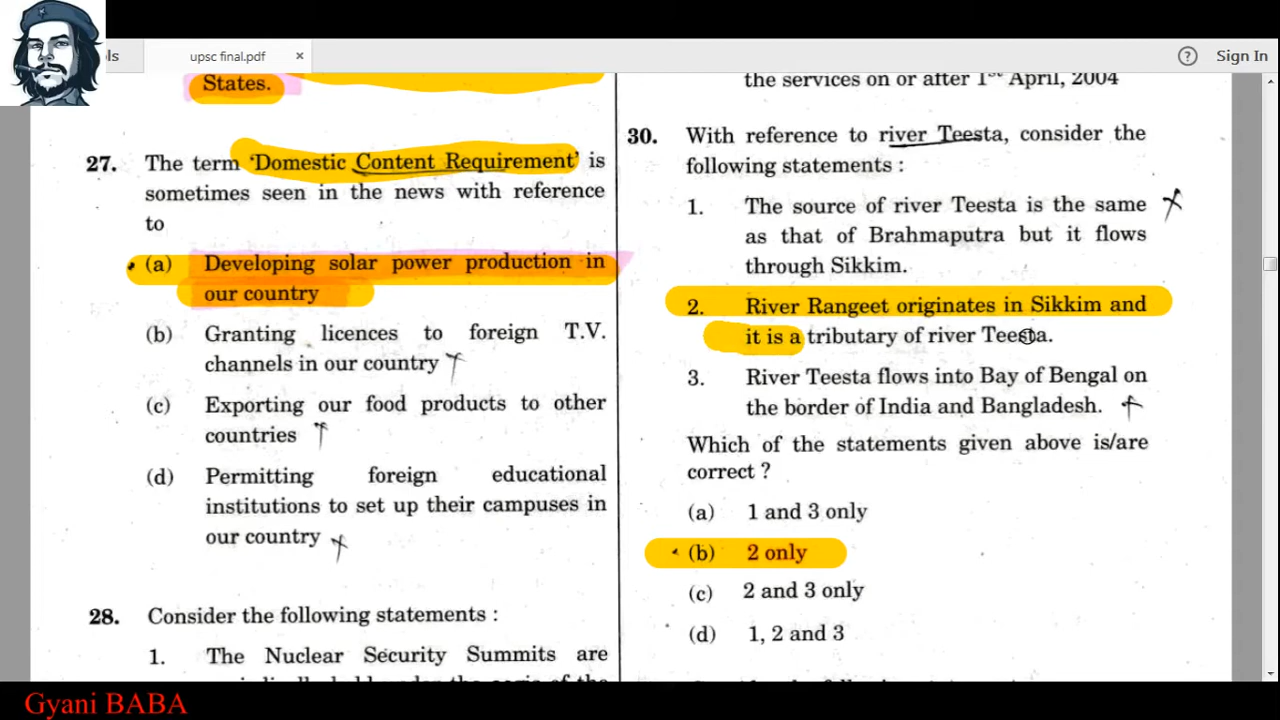 ls
upsc final.pdf
×
?
Sign In
States.
27. The term ‘Domestic Content Requirement’ is
sometimes seen in the news with reference
to
(a) Developing solar power production in
our country
(b) Granting licences to foreign T.V.
channels in our country
(c) Exporting our food products to other
countries
(d) Permitting foreign educational
institutions to set up their campuses in
our country
28. Consider the following statements :
1. The Nuclear Security Summits are
the services on or after 1st April, 2004
30. With reference to river Teesta, consider the
following statements :
1. The source of river Teesta is the same
as that of Brahmaputra but it flows
through Sikkim.
2. River Rangeet originates in Sikkim and
it is a tributary of river Teesta.
3. River Teesta flows into Bay of Bengal on
the border of India and Bangladesh.
Which of the statements given above is/are
correct ?
(a) 1 and 3 only
(b) 2 only
(c) 2 and 3 only
(d) 1, 2 and 3
Gyani BABA